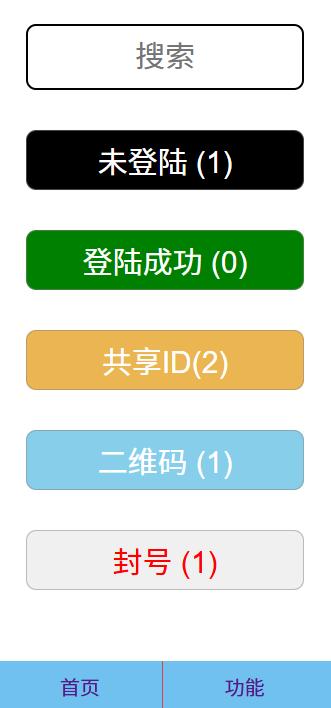 搜索
未登陆 (1)
登陆成功 (0)
共享ID(2)
二维码 (1)
封号 (1)
首页 功能